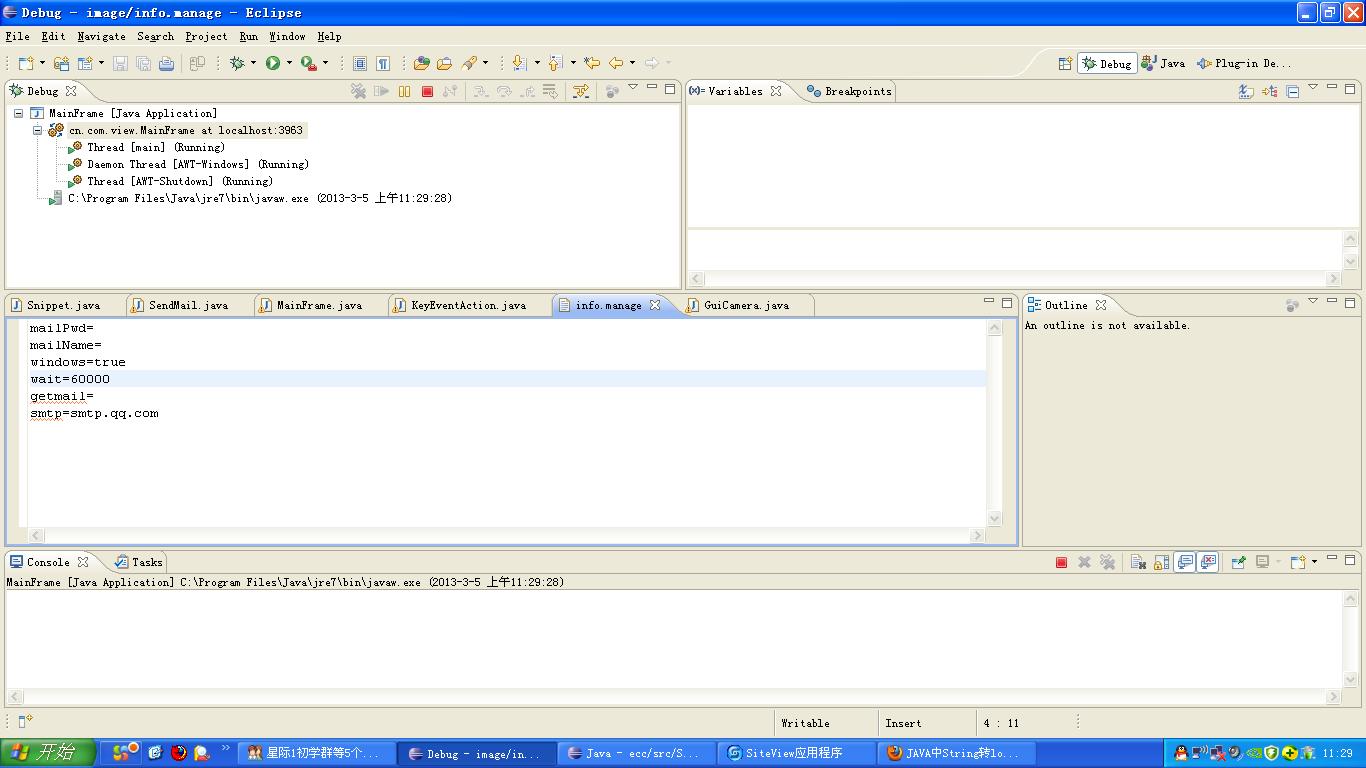 Debug - image/info.manage - Eclipse
File Edit Navigate Search Project Run Window Help
Debug Java Plug-in De...
Debug
Variables Breakpoints
MainFrame [Java Application]
cn.com.view.MainFrame at localhost:3963
Thread [main] (Running)
Daemon Thread [AWT-Windows] (Running)
Thread [AWT-Shutdown] (Running)
C:\Program Files\Java\jre7\bin\javaw.exe (2013-3-5 上午11:29:28)
Snippet.java SendMail.java MainFrame.java KeyEventAction.java info.manage GuiCamera.java
Outline
An outline is not available.
mailPwd=
mailName=
windows=true
wait=60000
getmail=
smtp=smtp.qq.com
Console Tasks
MainFrame [Java Application] C:\Program Files\Java\jre7\bin\javaw.exe (2013-3-5 上午11:29:28)
Writable Insert 4 : 11
开始 星际1初学群等5个... Debug - image/in... Java - ecc/src/S... SiteView应用程序 JAVA中String转lo... 11:29